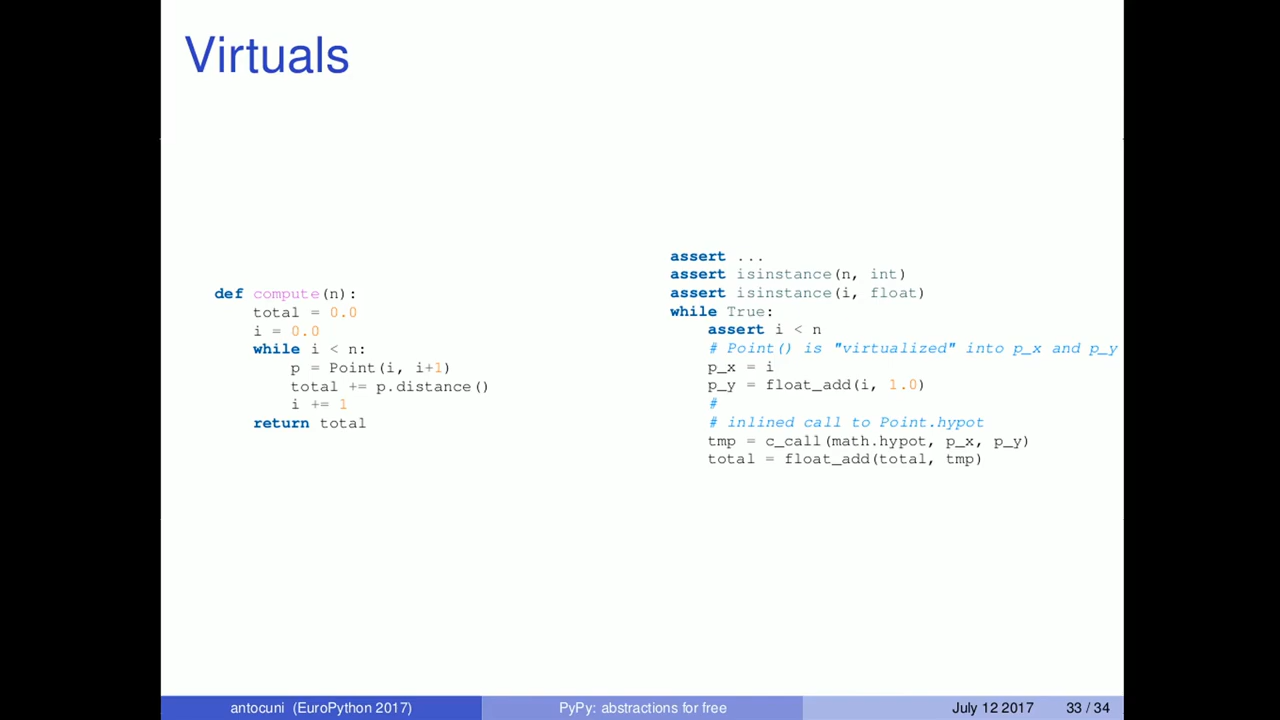 Virtuals
def compute(n):
    total = 0.0
    i = 0.0
    while i < n:
        p = Point(i, i+1)
        total += p.distance()
        i += 1
    return total
assert ...
assert isinstance(n, int)
assert isinstance(i, float)
while True:
    assert i < n
    # Point() is "virtualized" into p_x and p_y
    p_x = i
    p_y = float_add(i, 1.0)
    #
    # inlined call to Point.hypot
    tmp = c_call(math.hypot, p_x, p_y)
    total = float_add(total, tmp)
antocuni (EuroPython 2017) PyPy: abstractions for free July 12 2017 33 / 34